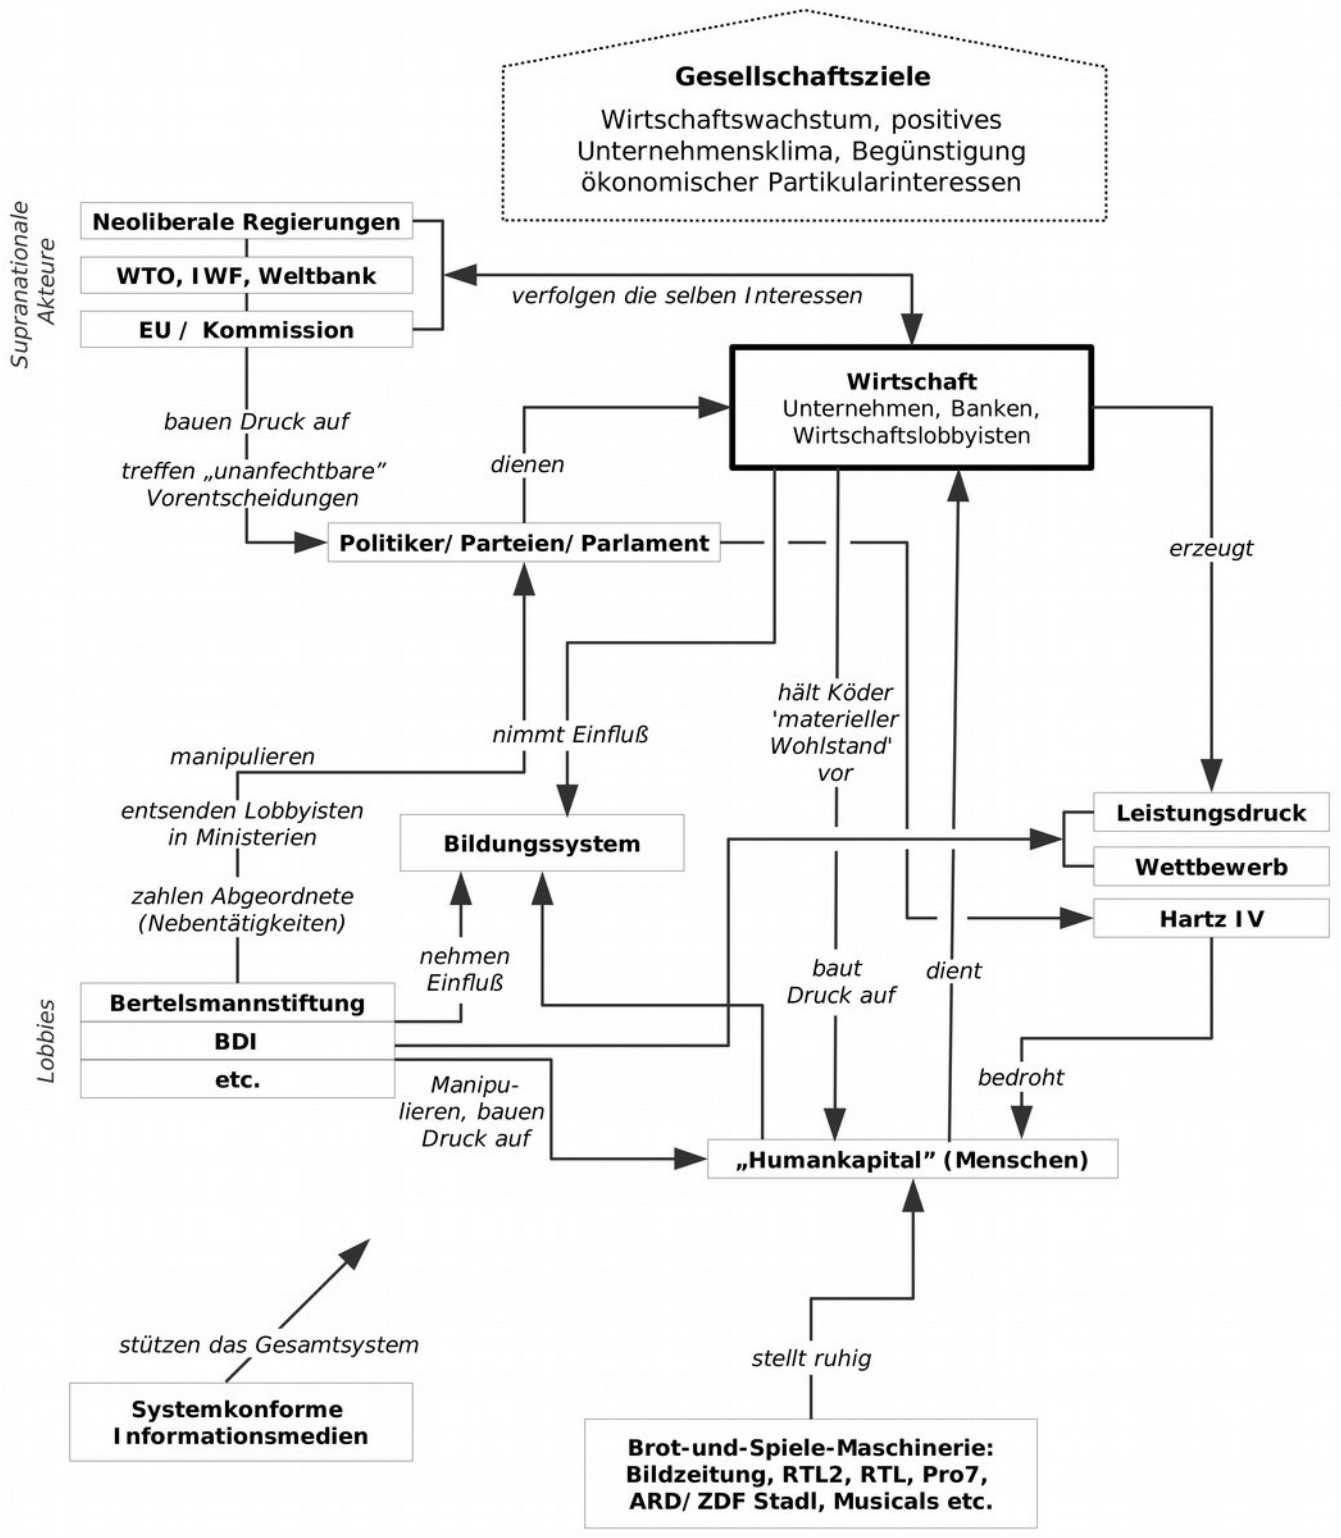 Gesellschaftsziele
Wirtschaftswachstum, positives
Unternehmensklima, Begünstigung
ökonomischer Partikularinteressen
Supranationale
Akteure
Neoliberale Regierungen
WTO, IWF, Weltbank
EU / Kommission
verfolgen die selben Interessen
Wirtschaft
Unternehmen, Banken,
Wirtschaftslobbyisten
bauen Druck auf
treffen „unanfechtbare”
Vorentscheidungen
dienen
Politiker/ Parteien/ Parlament
erzeugt
nimmt Einfluß
hält Köder
'materieller
Wohlstand'
vor
manipulieren
entsenden Lobbyisten
in Ministerien
zahlen Abgeordnete
(Nebentätigkeiten)
Bildungssystem
Leistungsdruck
Wettbewerb
Hartz IV
nehmen
Einfluß
baut
Druck auf
dient
Lobbies
Bertelsmannstiftung
BDI
etc.
Manipu-
lieren, bauen
Druck auf
bedroht
„Humankapital” (Menschen)
stützen das Gesamtsystem
Systemkonforme
Informationsmedien
stellt ruhig
Brot-und-Spiele-Maschinerie:
Bildzeitung, RTL2, RTL, Pro7,
ARD/ ZDF Stadl, Musicals etc.